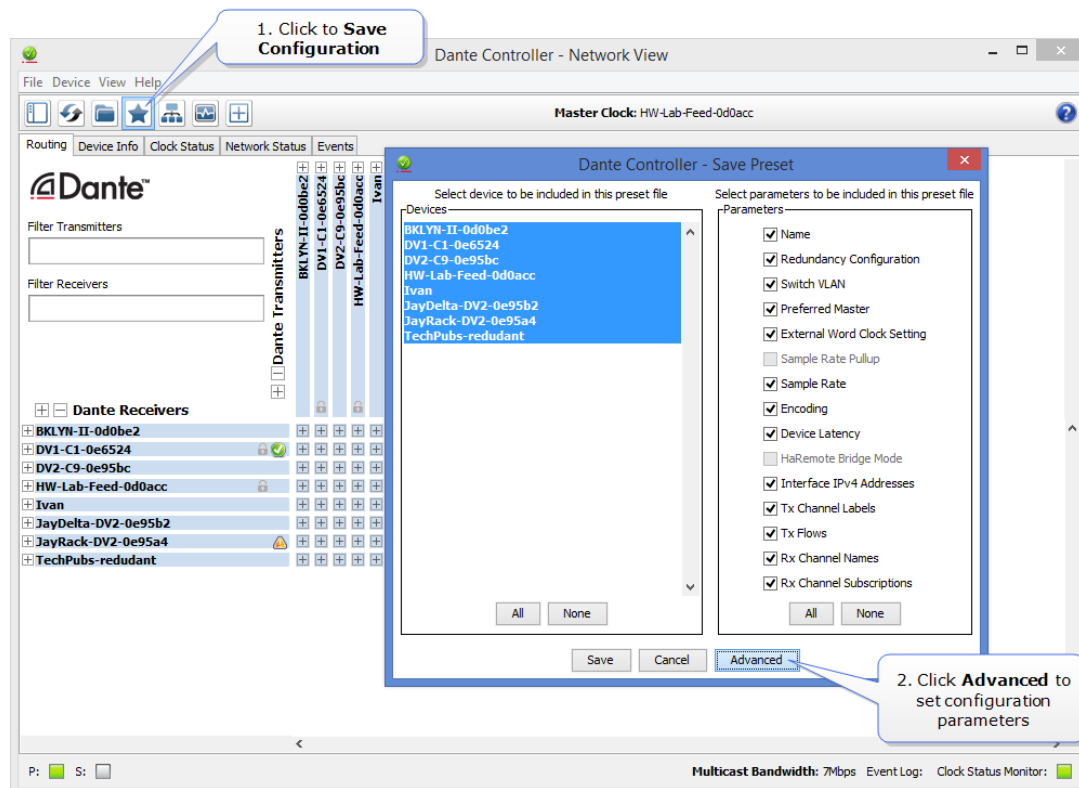 1. Click to Save
Configuration
Dante Controller - Network View
File Device View Help
Master Clock: HW-Lab-Feed-0d0acc
Routing Device Info Clock Status Network Status Events
Dante™
Filter Transmitters
Filter Receivers
Dante Transmitters
BKLYN-II-0d0be2
DV1-C1-0e6524
DV2-C9-0e95bc
HW-Lab-Feed-0d0acc
Ivan
Dante Receivers
BKLYN-II-0d0be2
DV1-C1-0e6524
DV2-C9-0e95bc
HW-Lab-Feed-0d0acc
Ivan
JayDelta-DV2-0e95b2
JayRack-DV2-0e95a4
TechPubs-redudant
Dante Controller - Save Preset
Select device to be included in this preset file
Devices
BKLYN-II-0d0be2
DV1-C1-0e6524
DV2-C9-0e95bc
HW-Lab-Feed-0d0acc
Ivan
JayDelta-DV2-0e95b2
JayRack-DV2-0e95a4
TechPubs-redudant
All None
Select parameters to be included in this preset file
Parameters
Name
Redundancy Configuration
Switch VLAN
Preferred Master
External Word Clock Setting
Sample Rate Pullup
Sample Rate
Encoding
Device Latency
HaRemote Bridge Mode
Interface IPv4 Addresses
Tx Channel Labels
Tx Flows
Rx Channel Names
Rx Channel Subscriptions
All None
Save Cancel Advanced
2. Click Advanced to
set configuration
parameters
P: S:
Multicast Bandwidth: 7Mbps Event Log: Clock Status Monitor: